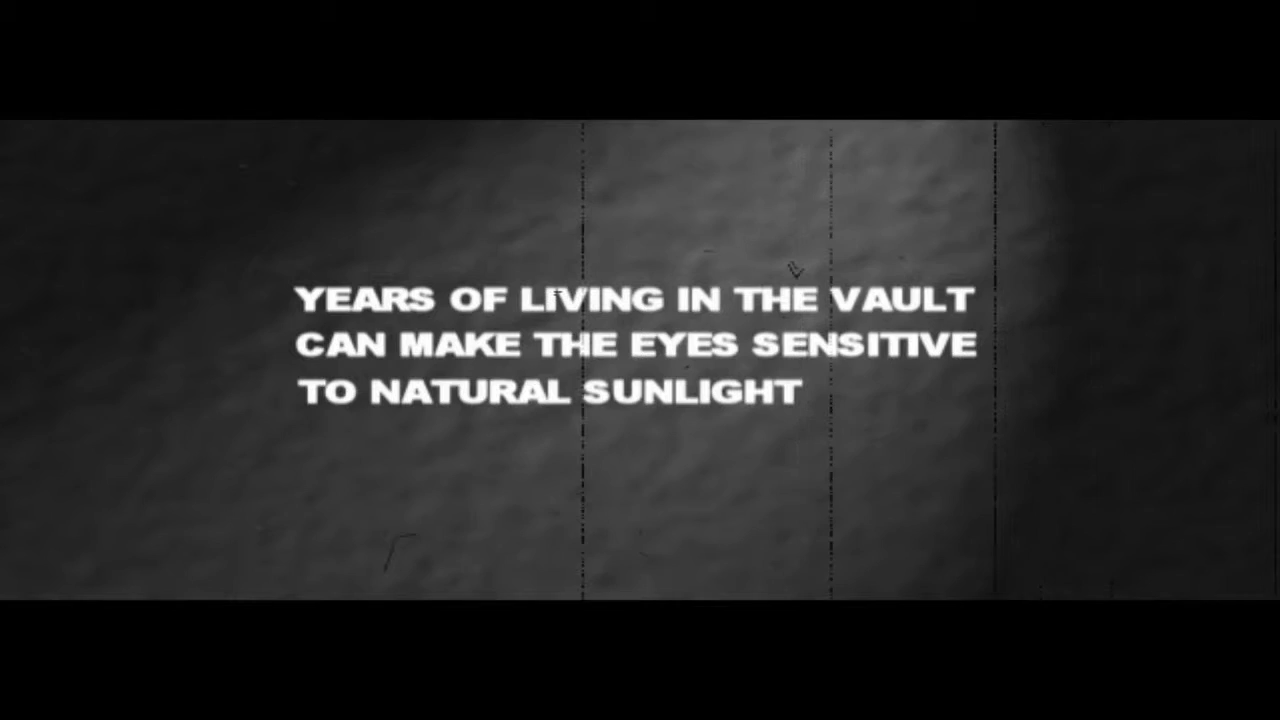 YEARS OF LIVING IN THE VAULT
CAN MAKE THE EYES SENSITIVE
TO NATURAL SUNLIGHT